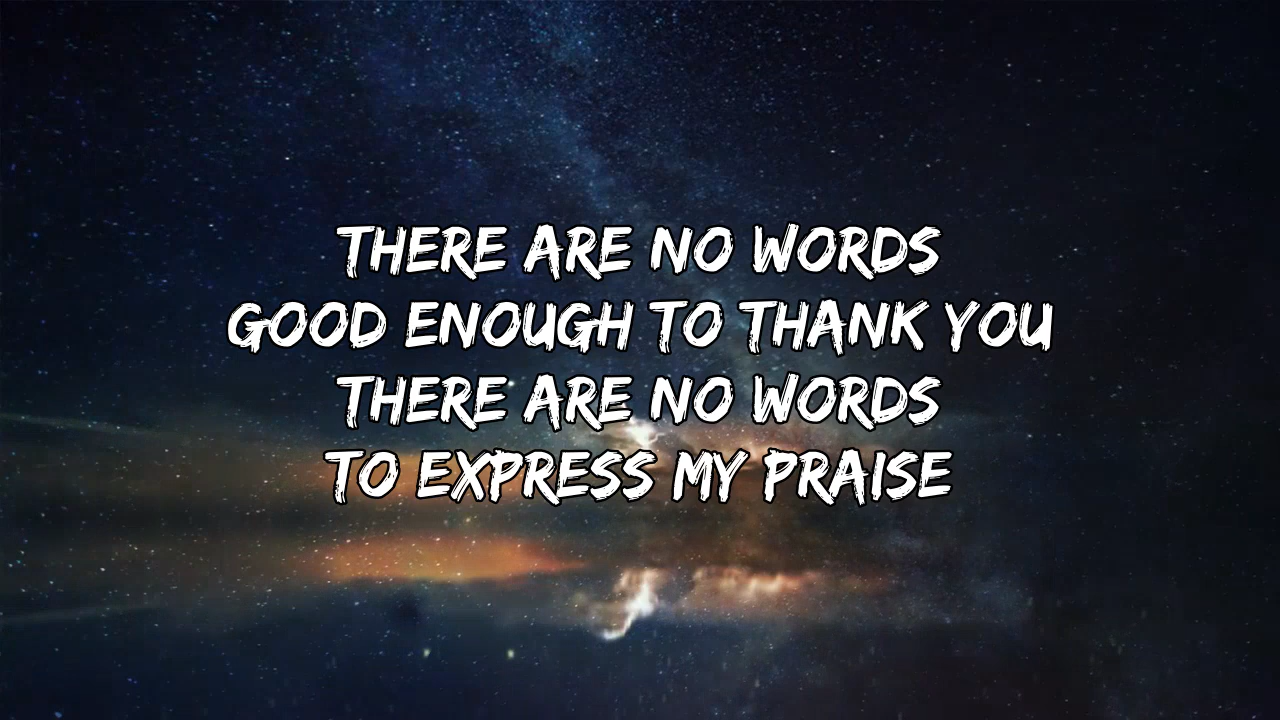 THERE ARE NO WORDS
GOOD ENOUGH TO THANK YOU
THERE ARE NO WORDS
TO EXPRESS MY PRAISE